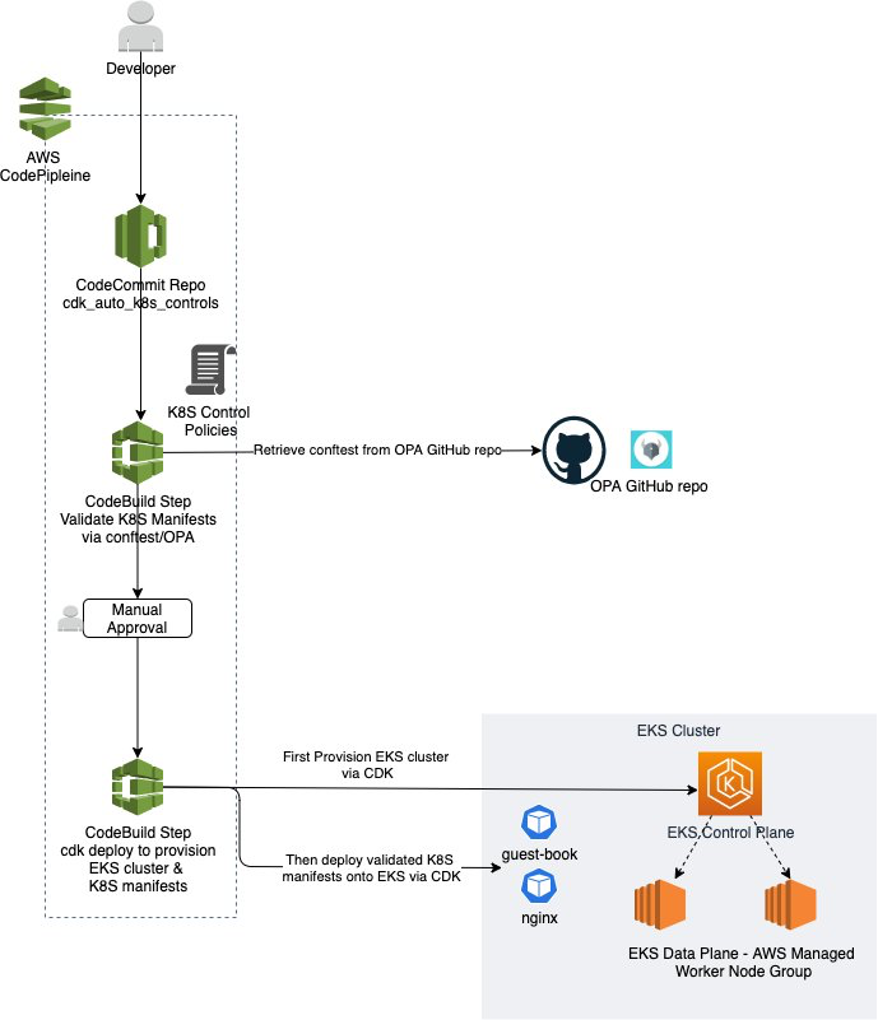 Developer
AWS
CodePipleine
CodeCommit Repo
cdk_auto_k8s_controls
K8S Control
Policies
Retrieve conftest from OPA GitHub repo
OPA GitHub repo
CodeBuild Step
Validate K8S Manifests
via conftest/OPA
Manual
Approval
EKS Cluster
First Provision EKS cluster
via CDK
K
EKS Control Plane
CodeBuild Step
cdk deploy to provision
EKS cluster &
K8S manifests
guest-book
Then deploy validated K8S
manifests onto EKS via CDK
nginx
EKS Data Plane - AWS Managed
Worker Node Group